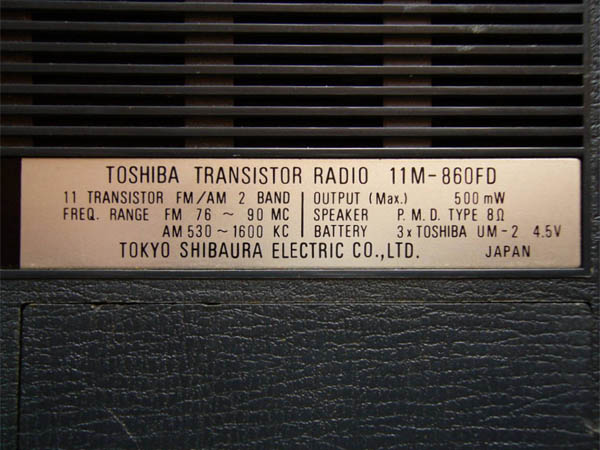 TOSHIBA TRANSISTOR RADIO 11M-860FD
11 TRANSISTOR FM/AM 2 BAND
FREQ. RANGE FM 76 ~ 90 MC
AM 530~1600 KC
OUTPUT (Max.) 500 mW
SPEAKER P. M. D. TYPE 8Ω
BATTERY 3 x TOSHIBA UM-2 4.5V
TOKYO SHIBAURA ELECTRIC CO.,LTD. JAPAN